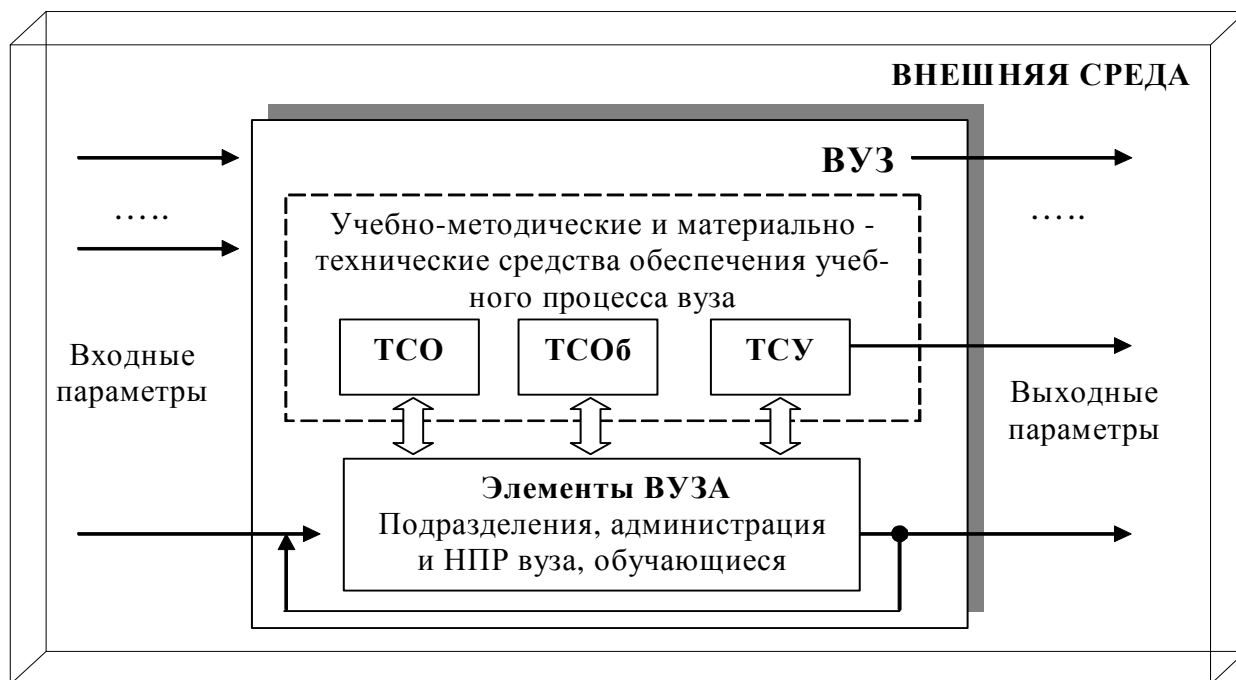 ВНЕШНЯЯ СРЕДА
ВУЗ
…..
…..
Учебно-методические и материально -
технические средства обеспечения учеб-
ного процесса вуза
ТСО
ТСОб
ТСУ
Входные
параметры
Выходные
параметры
Элементы ВУЗА
Подразделения, администрация
и НПР вуза, обучающиеся